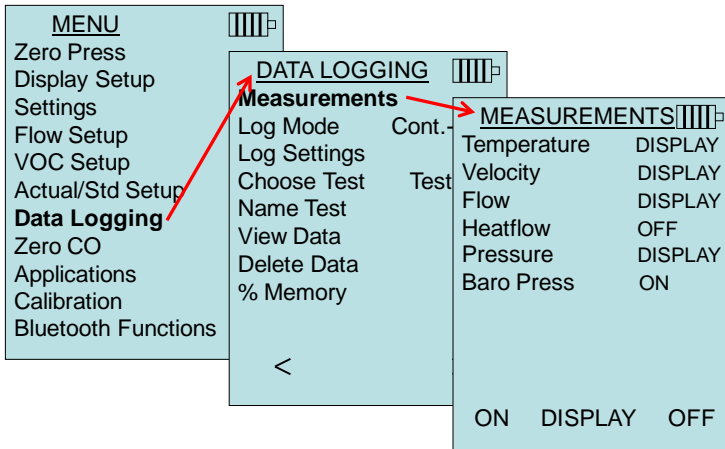 MENU
Zero Press
Display Setup
Settings
Flow Setup
VOC Setup
Actual/Std Setup
Data Logging
Zero CO
Applications
Calibration
Bluetooth Functions
DATA LOGGING
Measurements
Log Mode Cont.-
Log Settings
Choose Test Test
Name Test
View Data
Delete Data
% Memory
<
MEASUREMENTS
Temperature DISPLAY
Velocity DISPLAY
Flow DISPLAY
Heatflow OFF
Pressure DISPLAY
Baro Press ON
ON DISPLAY OFF